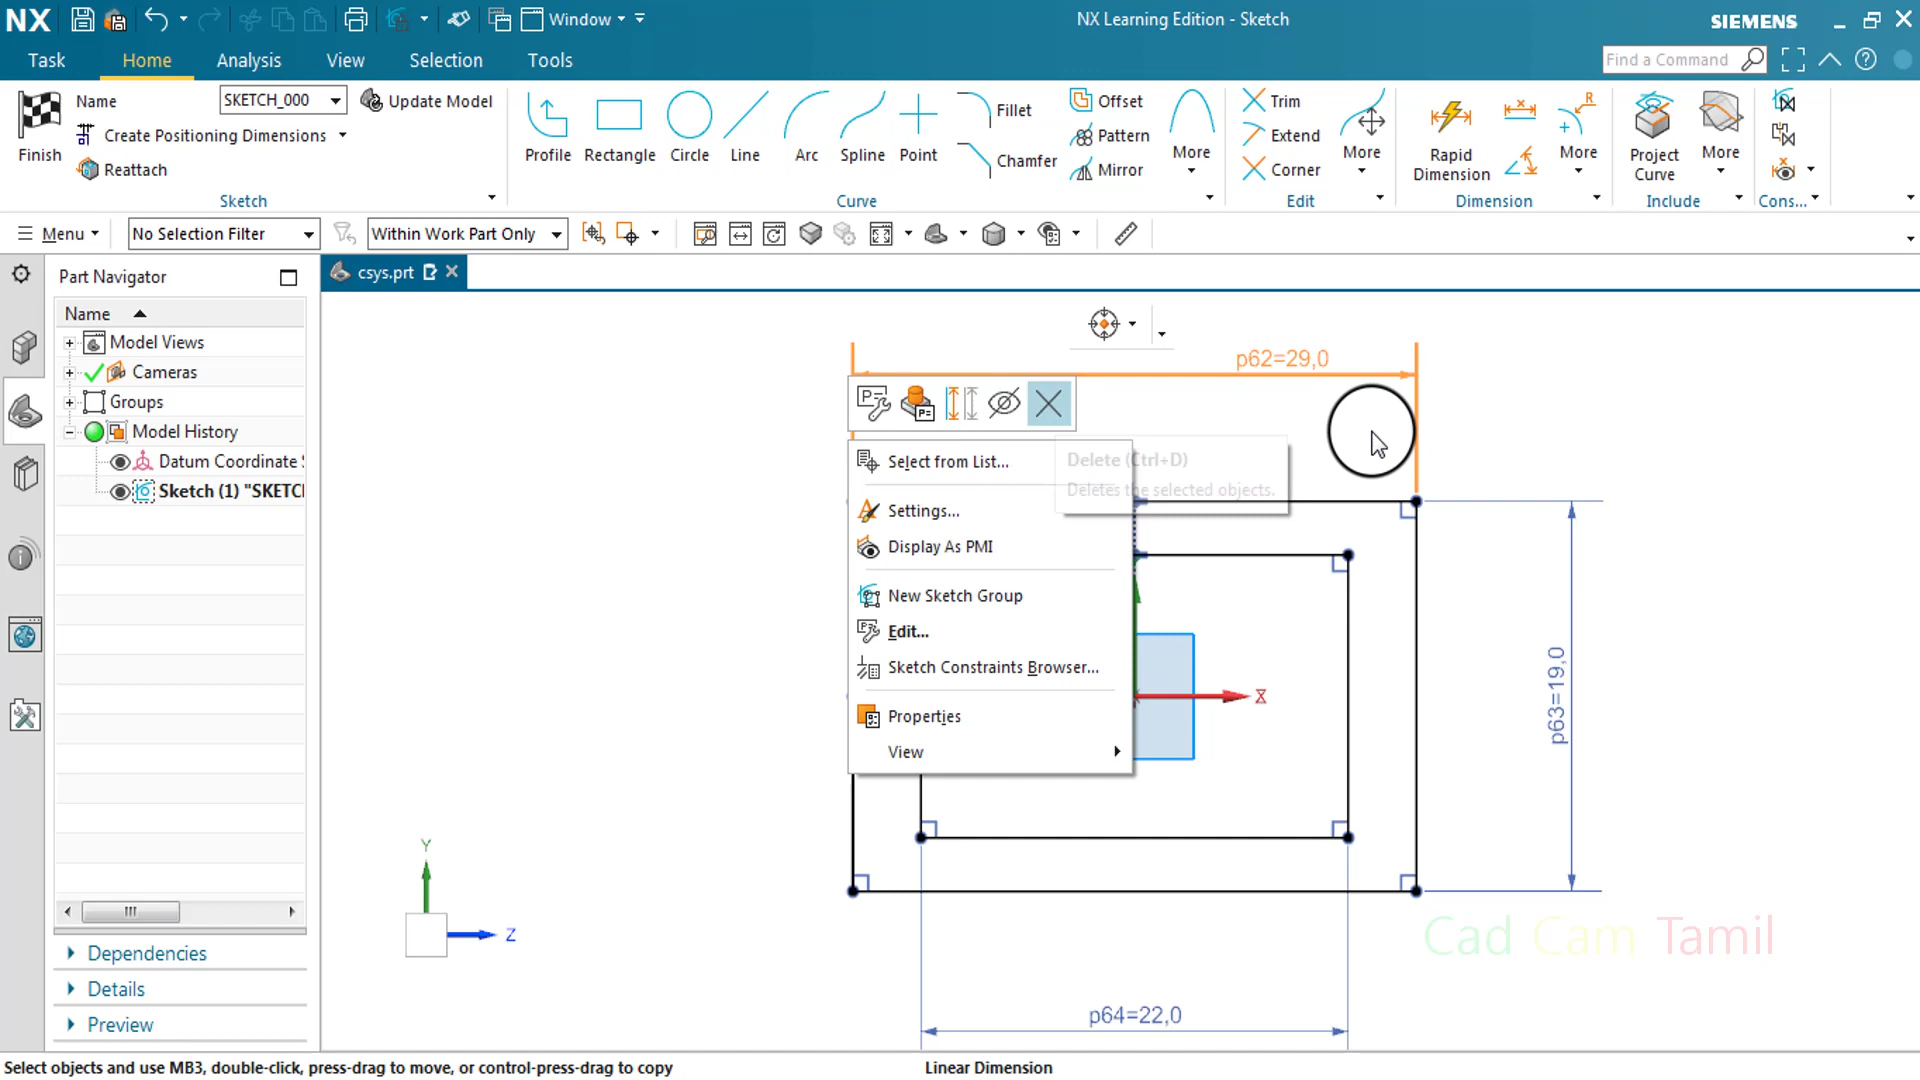 NX
Window
NX Learning Edition - Sketch
SIEMENS
Task
Home
Analysis
View
Selection
Tools
Find a Command
Finish
Name
SKETCH_000
Update Model
Create Positioning Dimensions
Reattach
Sketch
Profile
Rectangle
Circle
Line
Arc
Spline
Point
Fillet
Chamfer
Offset
Pattern
Mirror
More
Curve
Trim
Extend
Corner
More
Edit
Rapid
Dimension
More
Dimension
Project
Curve
More
Include
Cons...
Menu
No Selection Filter
Within Work Part Only
Part Navigator
csys.prt
Name
Model Views
Cameras
Groups
Model History
Datum Coordinate
Sketch (1) "SKETC
Dependencies
Details
Preview
p62=29,0
Delete (Ctrl+D)
Deletes the selected objects.
Select from List...
Settings...
Display As PMI
New Sketch Group
Edit...
Sketch Constraints Browser...
Properties
View
X
p63=19,0
p64=22,0
Y
Z
Cad Cam Tamil
Select objects and use MB3, double-click, press-drag to move, or control-press-drag to copy
Linear Dimension